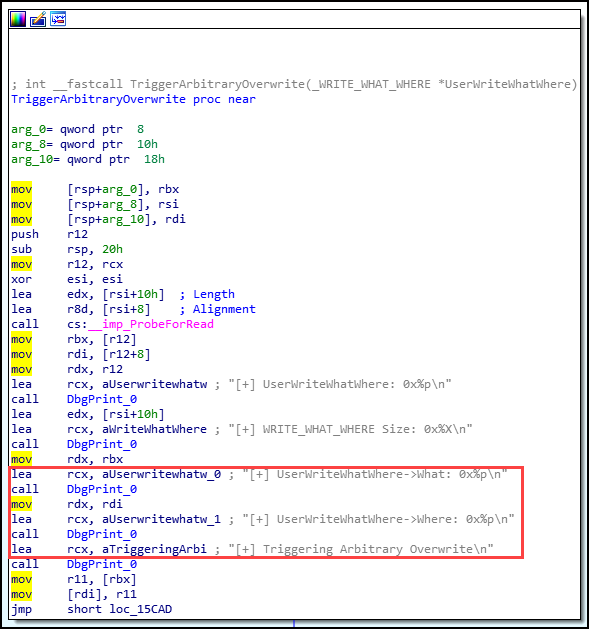 ; int __fastcall TriggerArbitraryOverwrite(_WRITE_WHAT_WHERE *UserWriteWhatWhere)
TriggerArbitraryOverwrite proc near
arg_0= qword ptr  8
arg_8= qword ptr  10h
arg_10= qword ptr  18h
mov     [rsp+arg_0], rbx
mov     [rsp+arg_8], rsi
mov     [rsp+arg_10], rdi
push    r12
sub     rsp, 20h
mov     r12, rcx
xor     esi, esi
lea     edx, [rsi+10h]  ; Length
lea     r8d, [rsi+8]    ; Alignment
call    cs:__imp_ProbeForRead
mov     rbx, [r12]
mov     rdi, [r12+8]
mov     rdx, r12
lea     rcx, aUserwritewhatw ; "[+] UserWriteWhatWhere: 0x%p\n"
call    DbgPrint_0
lea     edx, [rsi+10h]
lea     rcx, aWriteWhatWhere ; "[+] WRITE_WHAT_WHERE Size: 0x%X\n"
call    DbgPrint_0
mov     rdx, rbx
lea     rcx, aUserwritewhatw_0 ; "[+] UserWriteWhatWhere->What: 0x%p\n"
call    DbgPrint_0
mov     rdx, rdi
lea     rcx, aUserwritewhatw_1 ; "[+] UserWriteWhatWhere->Where: 0x%p\n"
call    DbgPrint_0
lea     rcx, aTriggeringArbi ; "[+] Triggering Arbitrary Overwrite\n"
call    DbgPrint_0
mov     r11, [rbx]
mov     [rdi], r11
jmp     short loc_15CAD